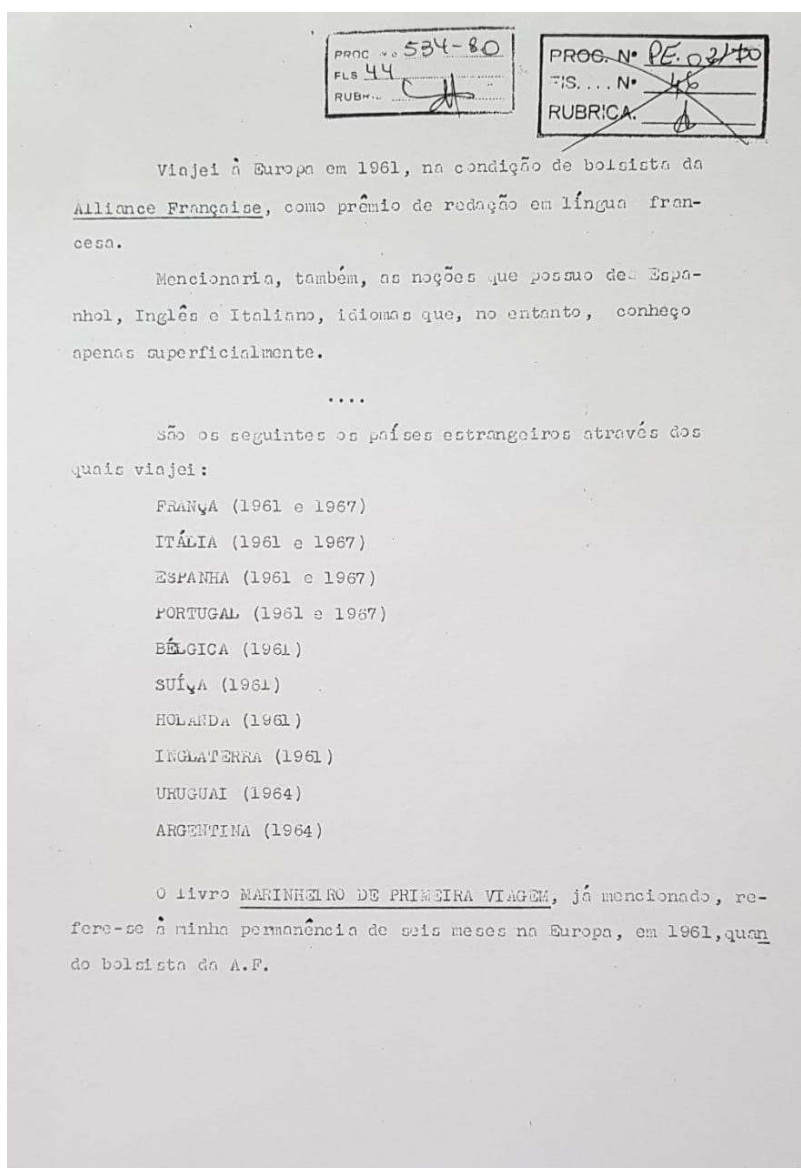 PROC Nº 534-80
FLS 44
RUBR...
PROC. Nº PE. 02/70
FIS. . . . Nº 46
RUBRICA.
Viajei à Europa em 1961, na condição de bolsista da
Alliance Française, como prêmio de redação em língua fran-
cesa.
Mencionaria, também, as noções que possuo de Espa-
nhol, Inglês e Italiano, idiomas que, no entanto, conheço
apenas superficialmente.
....
São os seguintes os países estrangeiros através dos
quais viajei:
FRANÇA (1961 e 1967)
ITÁLIA (1961 e 1967)
ESPANHA (1961 e 1967)
PORTUGAL (1961 e 1967)
BÉLGICA (1961)
SUÍÇA (1961)
HOLANDA (1961)
INGLATERRA (1961)
URUGUAI (1964)
ARGENTINA (1964)
O livro MARINHEIRO DE PRIMEIRA VIAGEM, já mencionado, re-
fere-se à minha permanência de seis meses na Europa, em 1961,quan
do bolsista da A.F.